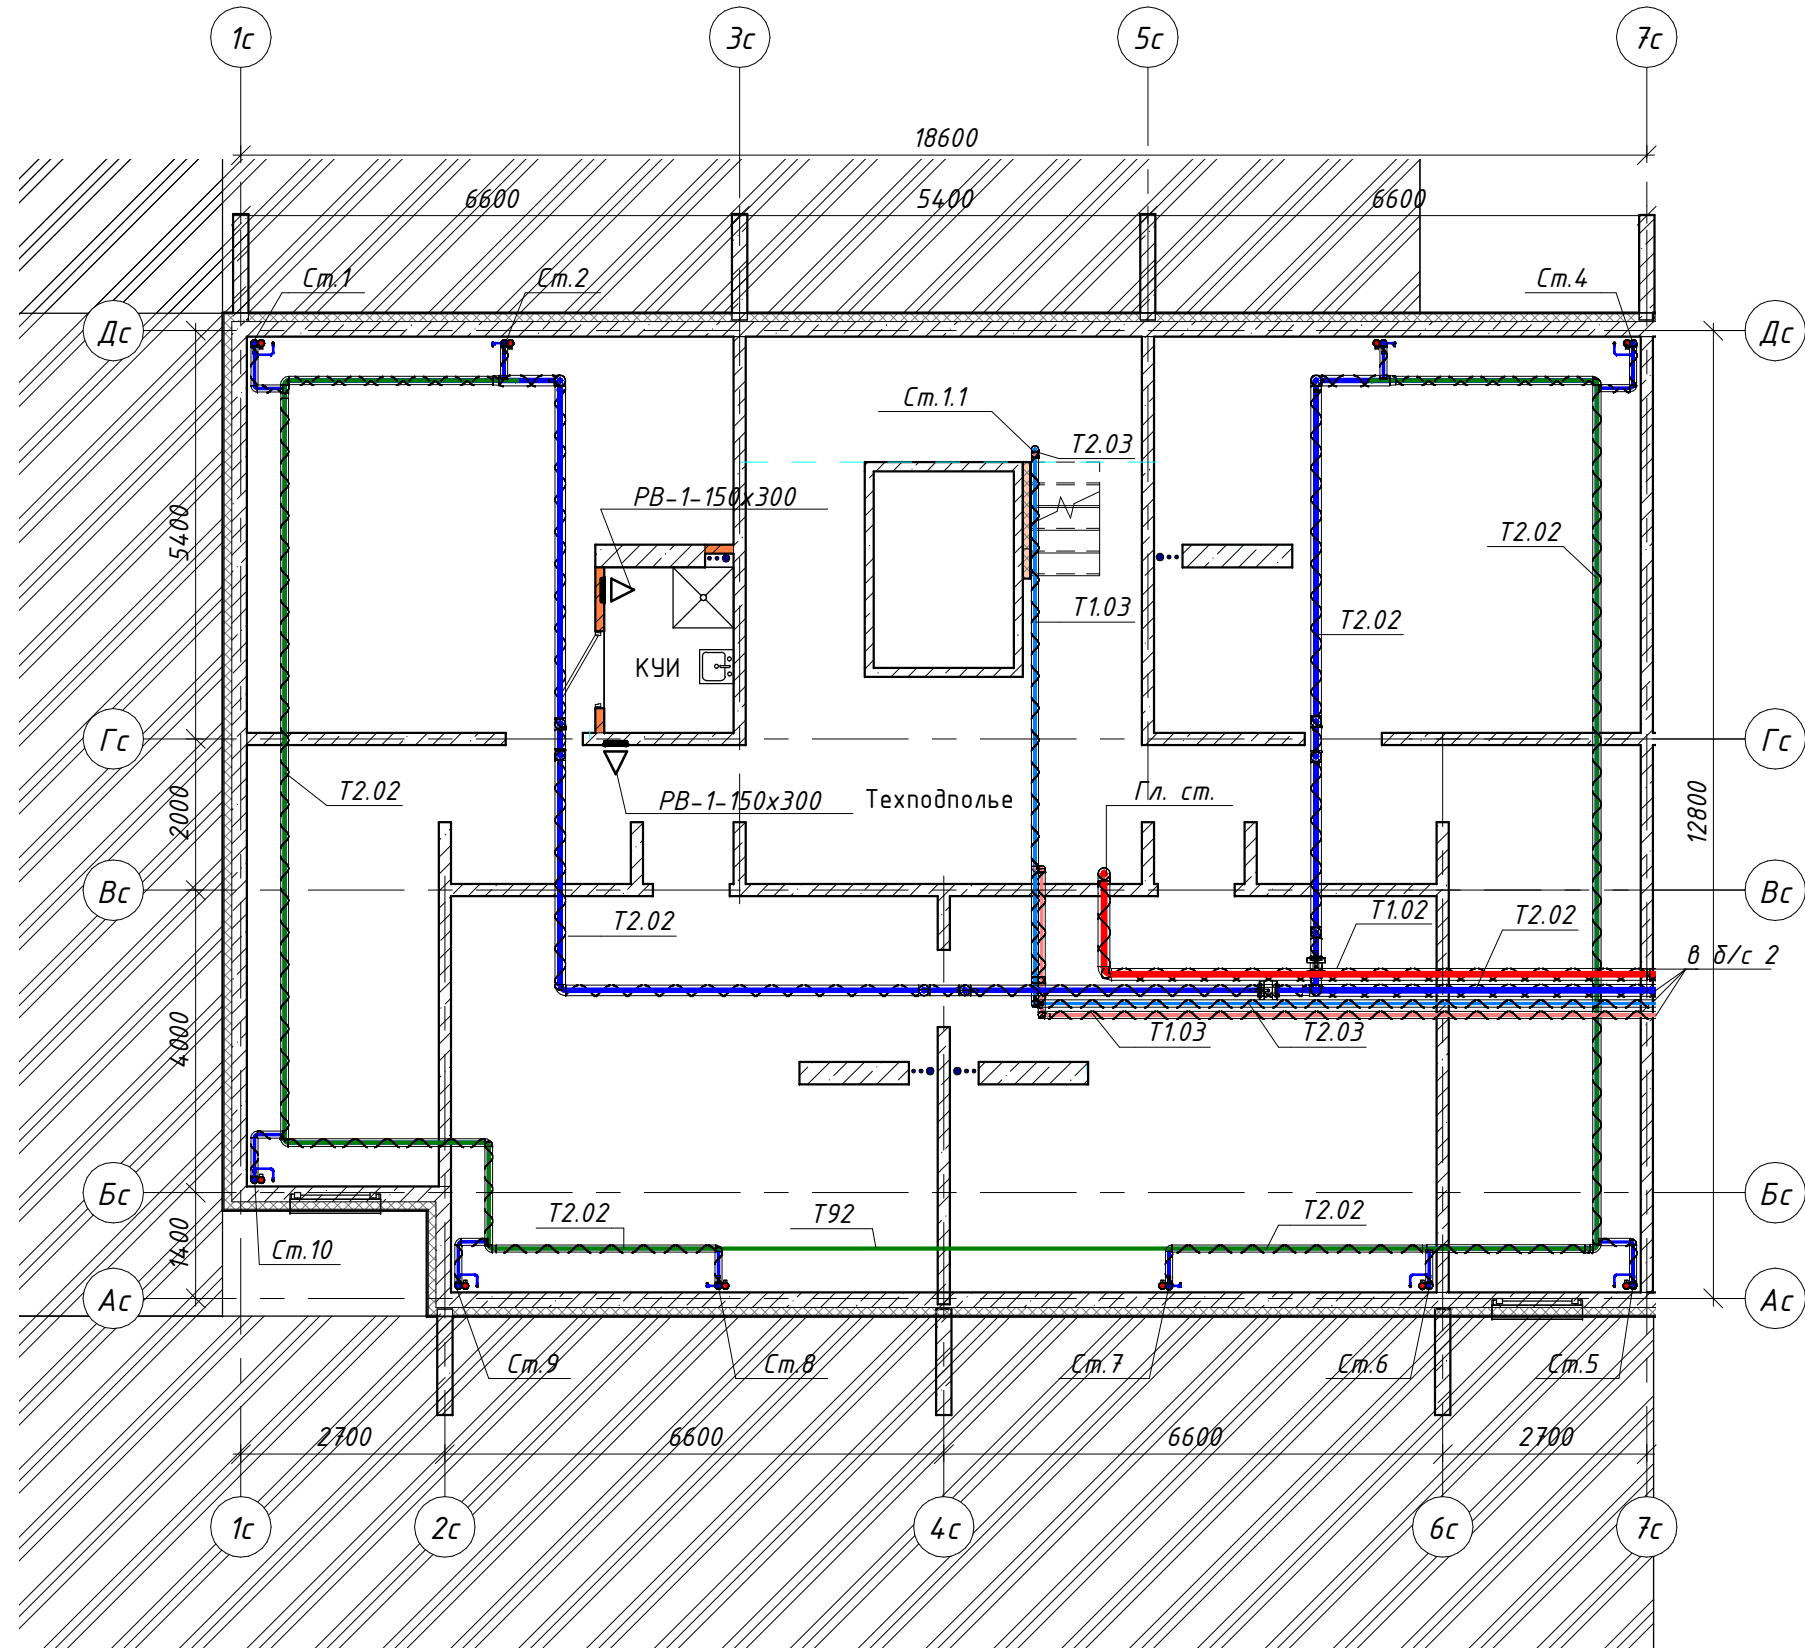 1с
3с
5с
7с
18600
6600
5400
6600
Ст.1
Ст.2
Ст.4
Дс
Дс
Ст.1.1
Т2.03
РВ-1-150х300
5400
Т2.02
Т1.03
Т2.02
КУИ
Гс
Гс
Т2.02
РВ-1-150х300
Техподполье
Гл. ст.
2000
12800
Вс
Вс
Т2.02
Т1.02
Т2.02
в б/с 2
4000
Т1.03
Т2.03
Бс
Бс
Т2.02
Т92
Т2.02
1400
Ст.10
Ас
Ас
Ст.9
Ст.8
Ст.7
Ст.6
Ст.5
2700
6600
6600
2700
1с
2с
4с
6с
7с